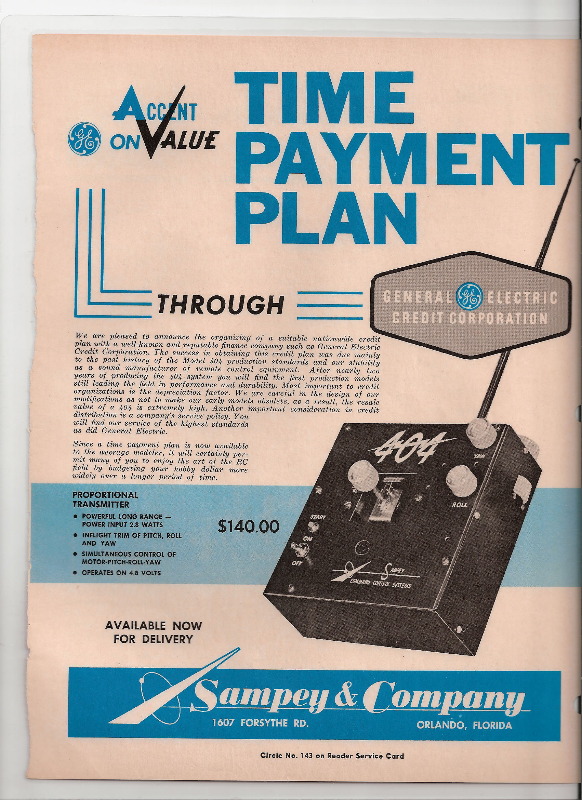 ACCENT
ON VALUE
GE
TIME
PAYMENT
PLAN
THROUGH
GENERAL GE ELECTRIC
CREDIT CORPORATION
We are pleased to announce the organizing of a suitable nationwide credit
plan with a well known and reputable finance company such as General Electric
Credit Corporation. The success in obtaining this credit plan was due mainly
to the past history of the Model 404 production standards and our stability
as a sound manufacturer of remote control equipment. After nearly two
years of producing the 404 system you will find the first production models
still leading the field in performance and durability. Most important to credit
organizations is the depreciation factor. We are careful in the design of our
modifications as not to make our early models obsolete, as a result, the resale
value of a 404 is extremely high. Another important consideration in credit
distribution is a company's service policy. You
will find our service of the highest standards
as did General Electric.
Since a time payment plan is now available
to the average modeler, it will certainly per-
mit many of you to enjoy the art of the RC
field by budgeting your hobby dollar more
widely over a longer period of time.
PROPORTIONAL
TRANSMITTER
• POWERFUL LONG RANGE —
POWER INPUT 2.8 WATTS
• INFLIGHT TRIM OF PITCH, ROLL
AND YAW
• SIMULTANEOUS CONTROL OF
MOTOR-PITCH-ROLL-YAW
• OPERATES ON 4.8 VOLTS
$140.00
404
YAW
ROLL
START
ON
OFF
SAMPEY
CONTROL SYSTEMS
AVAILABLE NOW
FOR DELIVERY
Sampey & Company
1607 FORSYTHE RD. ORLANDO, FLORIDA
Circle No. 143 on Reader Service Card